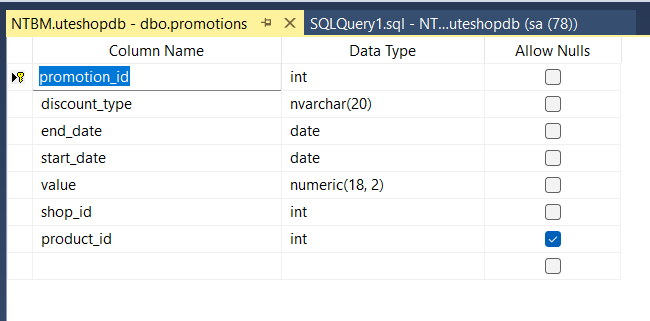 NTBM.uteshopdb - dbo.promotions SQLQuery1.sql - NT...uteshopdb (sa (78))
Column Name Data Type Allow Nulls
promotion_id int
discount_type nvarchar(20)
end_date date
start_date date
value numeric(18, 2)
shop_id int
product_id int